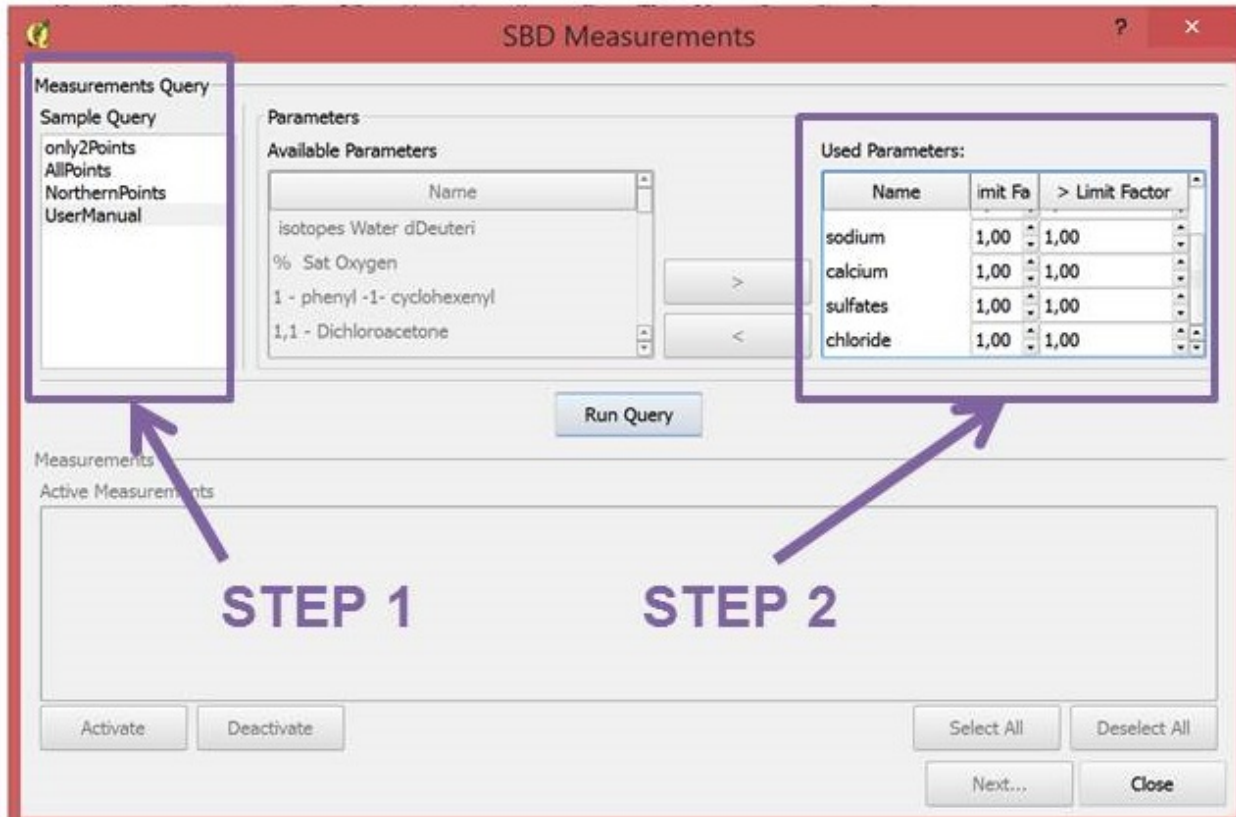 SBD Measurements
?
×
Measurements Query
Sample Query
only2Points
AllPoints
NorthernPoints
UserManual
Parameters
Available Parameters
Name
isotopes Water dDeuteri
% Sat Oxygen
1 - phenyl -1- cyclohexenyl
1,1 - Dichloroacetone
>
<
Used Parameters:
Name imit Fa > Limit Factor
sodium 1,00 1,00
calcium 1,00 1,00
sulfates 1,00 1,00
chloride 1,00 1,00
Run Query
Measurements
Active Measurements
STEP 1
STEP 2
Activate
Deactivate
Select All
Deselect All
Next...
Close